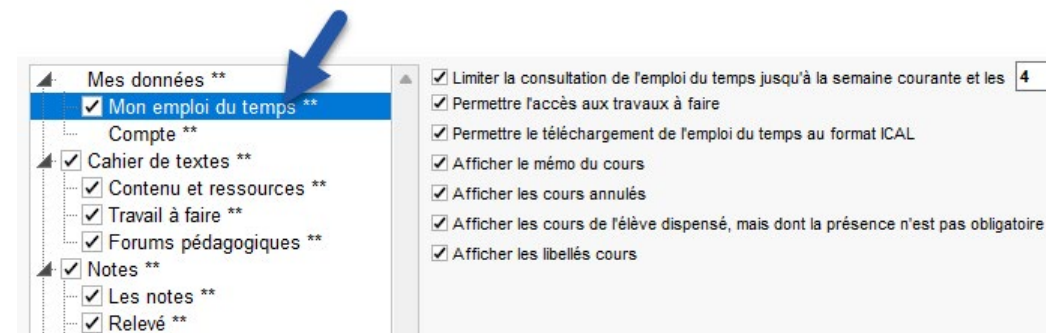 Mes données **
Mon emploi du temps **
Compte **
Cahier de textes **
Contenu et ressources **
Travail à faire **
Forums pédagogiques **
Notes **
Les notes **
Relevé **
Limiter la consultation de l'emploi du temps jusqu'à la semaine courante et les 4
Permettre l'accès aux travaux à faire
Permettre le téléchargement de l'emploi du temps au format ICAL
Afficher le mémo du cours
Afficher les cours annulés
Afficher les cours de l'élève dispensé, mais dont la présence n'est pas obligatoire
Afficher les libellés cours